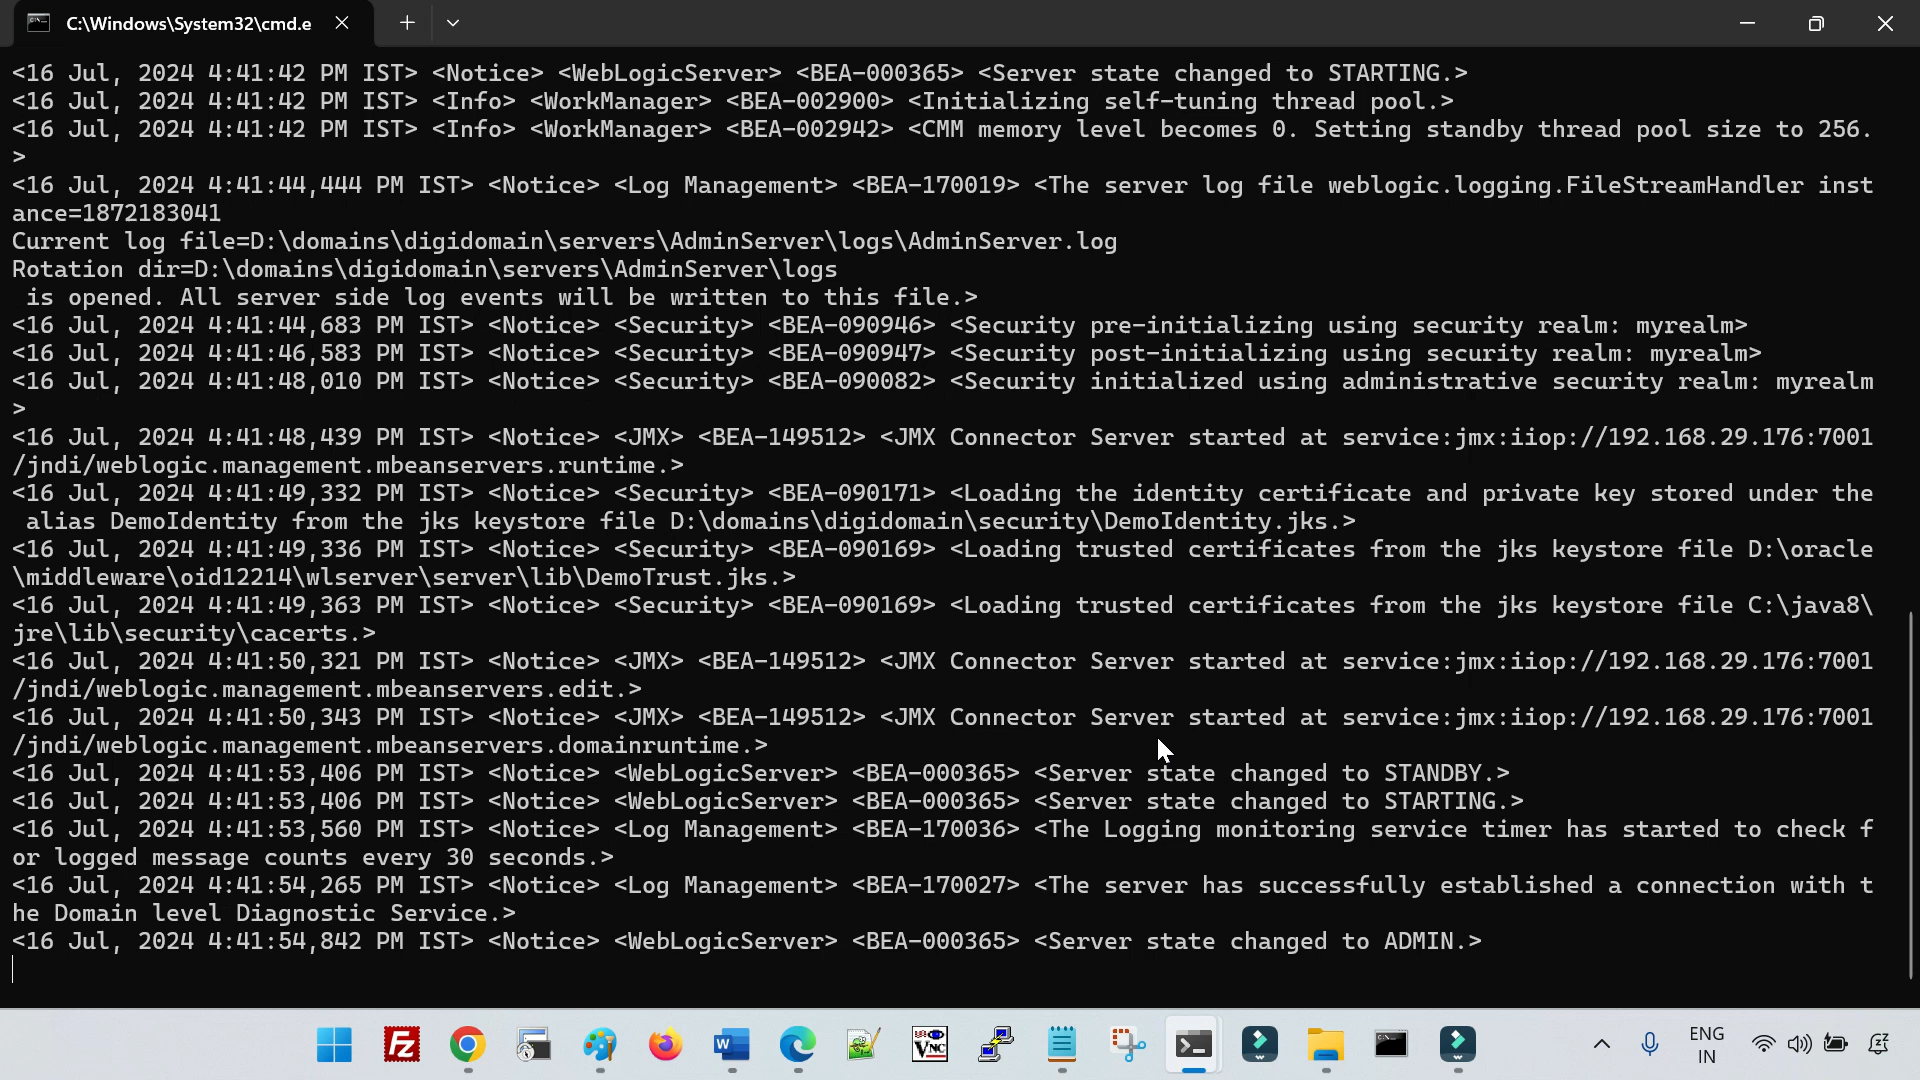 C:\Windows\System32\cmd.e
<16 Jul, 2024 4:41:42 PM IST> <Notice> <WebLogicServer> <BEA-000365> <Server state changed to STARTING.>
<16 Jul, 2024 4:41:42 PM IST> <Info> <WorkManager> <BEA-002900> <Initializing self-tuning thread pool.>
<16 Jul, 2024 4:41:42 PM IST> <Info> <WorkManager> <BEA-002942> <CMM memory level becomes 0. Setting standby thread pool size to 256.
>
<16 Jul, 2024 4:41:44,444 PM IST> <Notice> <Log Management> <BEA-170019> <The server log file weblogic.logging.FileStreamHandler inst
ance=1872183041
Current log file=D:\domains\digidomain\servers\AdminServer\logs\AdminServer.log
Rotation dir=D:\domains\digidomain\servers\AdminServer\logs
 is opened. All server side log events will be written to this file.>
<16 Jul, 2024 4:41:44,683 PM IST> <Notice> <Security> <BEA-090946> <Security pre-initializing using security realm: myrealm>
<16 Jul, 2024 4:41:46,583 PM IST> <Notice> <Security> <BEA-090947> <Security post-initializing using security realm: myrealm>
<16 Jul, 2024 4:41:48,010 PM IST> <Notice> <Security> <BEA-090082> <Security initialized using administrative security realm: myrealm
>
<16 Jul, 2024 4:41:48,439 PM IST> <Notice> <JMX> <BEA-149512> <JMX Connector Server started at service:jmx:iiop://192.168.29.176:7001
/jndi/weblogic.management.mbeanservers.runtime.>
<16 Jul, 2024 4:41:49,332 PM IST> <Notice> <Security> <BEA-090171> <Loading the identity certificate and private key stored under the
 alias DemoIdentity from the jks keystore file D:\domains\digidomain\security\DemoIdentity.jks.>
<16 Jul, 2024 4:41:49,336 PM IST> <Notice> <Security> <BEA-090169> <Loading trusted certificates from the jks keystore file D:\oracle
\middleware\oid12214\wlserver\server\lib\DemoTrust.jks.>
<16 Jul, 2024 4:41:49,363 PM IST> <Notice> <Security> <BEA-090169> <Loading trusted certificates from the jks keystore file C:\java8\
jre\lib\security\cacerts.>
<16 Jul, 2024 4:41:50,321 PM IST> <Notice> <JMX> <BEA-149512> <JMX Connector Server started at service:jmx:iiop://192.168.29.176:7001
/jndi/weblogic.management.mbeanservers.edit.>
<16 Jul, 2024 4:41:50,343 PM IST> <Notice> <JMX> <BEA-149512> <JMX Connector Server started at service:jmx:iiop://192.168.29.176:7001
/jndi/weblogic.management.mbeanservers.domainruntime.>
<16 Jul, 2024 4:41:53,406 PM IST> <Notice> <WebLogicServer> <BEA-000365> <Server state changed to STANDBY.>
<16 Jul, 2024 4:41:53,406 PM IST> <Notice> <WebLogicServer> <BEA-000365> <Server state changed to STARTING.>
<16 Jul, 2024 4:41:53,560 PM IST> <Notice> <Log Management> <BEA-170036> <The Logging monitoring service timer has started to check f
or logged message counts every 30 seconds.>
<16 Jul, 2024 4:41:54,265 PM IST> <Notice> <Log Management> <BEA-170027> <The server has successfully established a connection with t
he Domain level Diagnostic Service.>
<16 Jul, 2024 4:41:54,842 PM IST> <Notice> <WebLogicServer> <BEA-000365> <Server state changed to ADMIN.>
Fz
W
VNC
ENG
IN